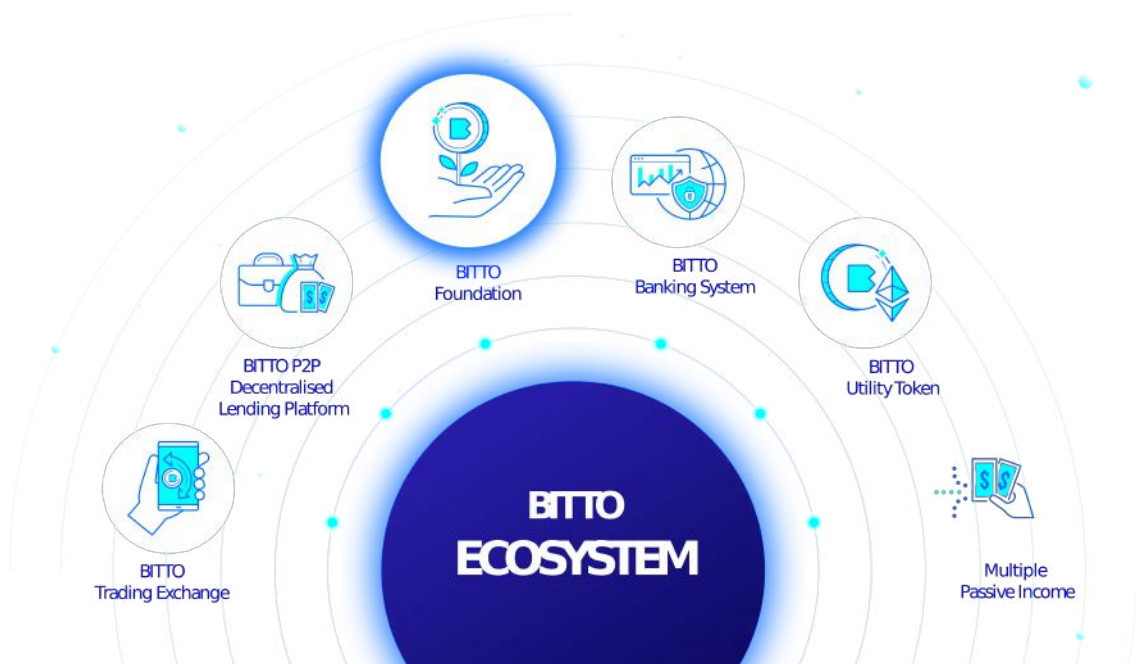 BITTO
Foundation
BITTO
Banking System
BITTO P2P
Decentralised
Lending Platform
BITTO
Utility Token
BITTO
Trading Exchange
BITTO
ECOSYSTEM
Multiple
Passive Income